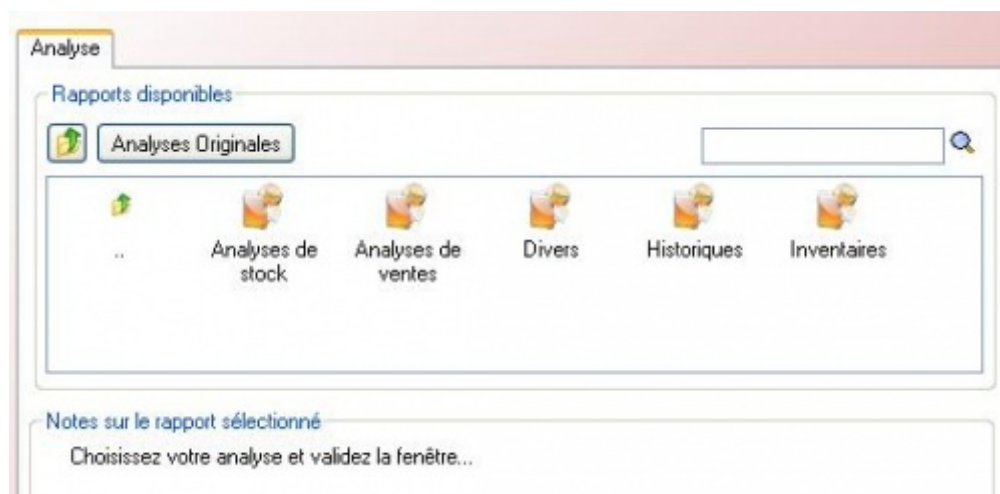 Analyse
Rapports disponibles
Analyses Originales
..
Analyses de
stock
Analyses de
ventes
Divers
Historiques
Inventaires
Notes sur le rapport sélectionné
Choisissez votre analyse et validez la fenêtre...